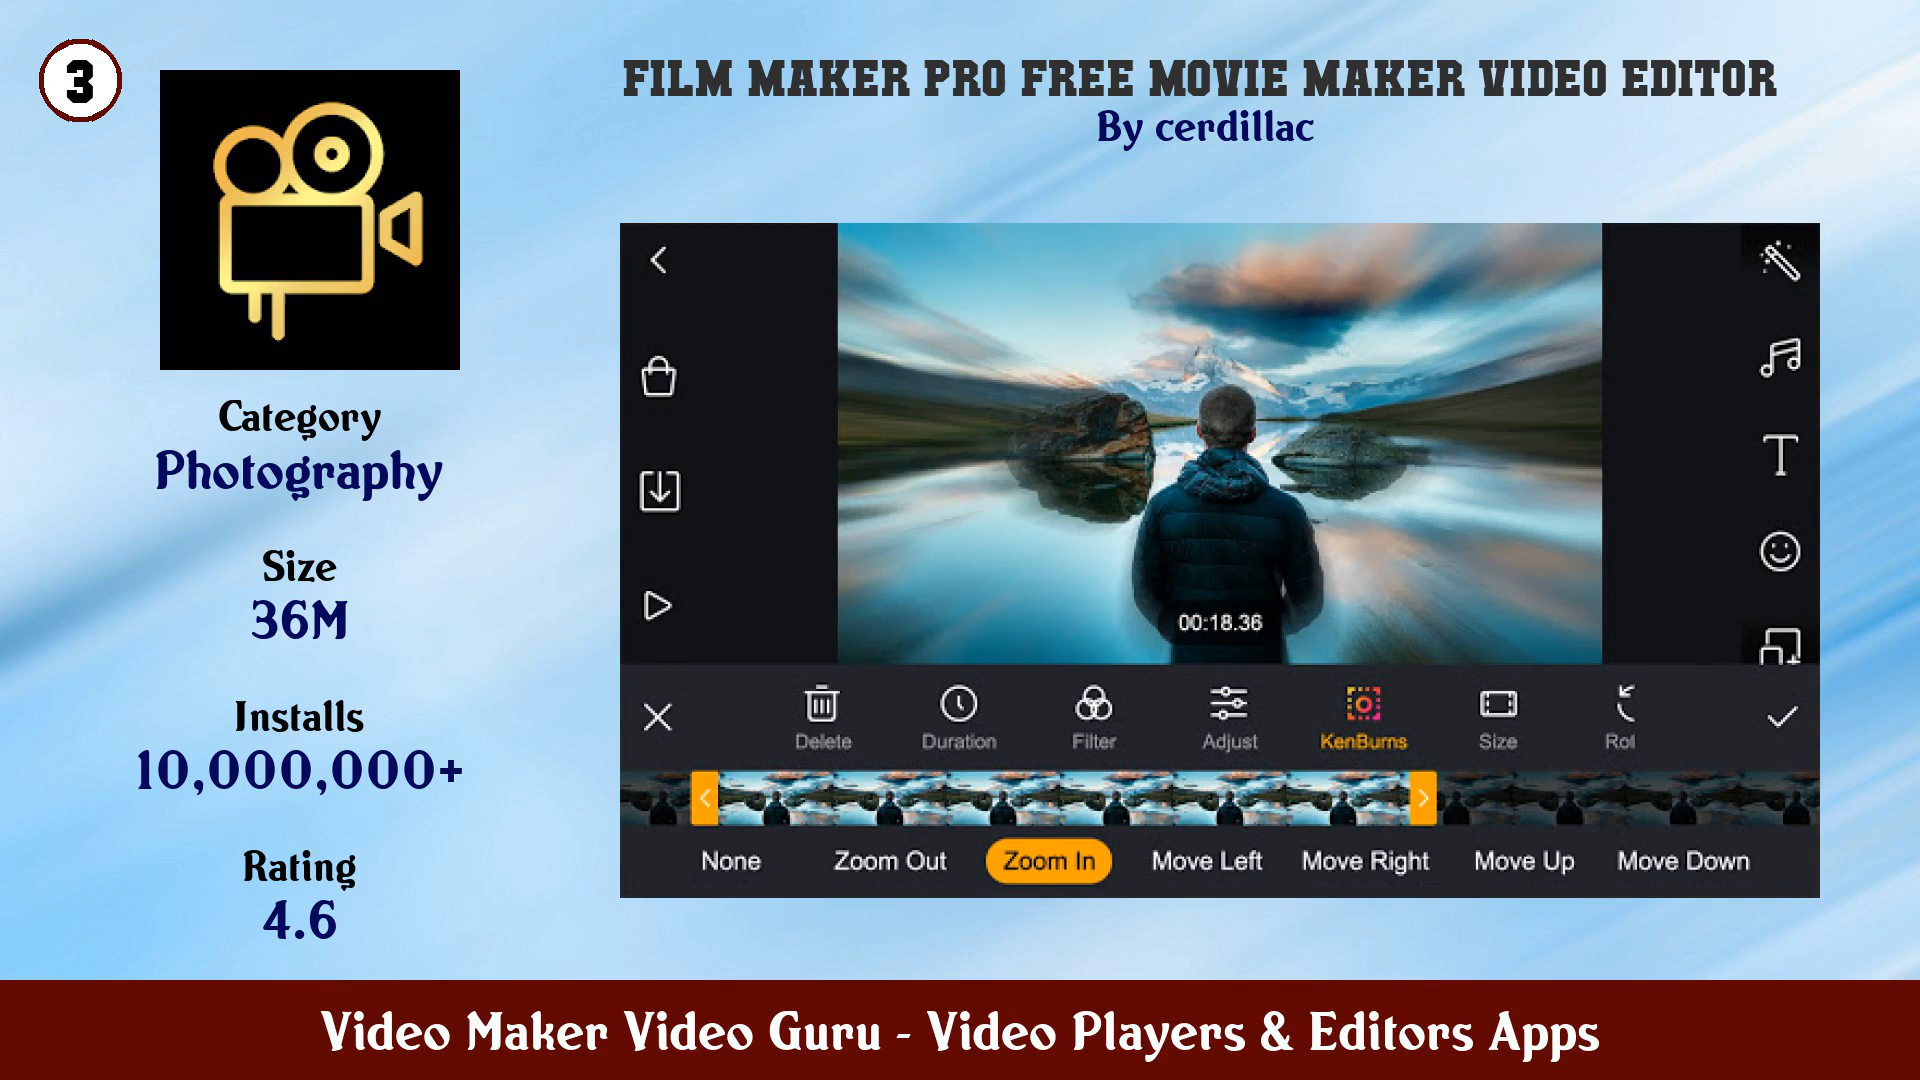 3
FILM MAKER PRO FREE MOVIE MAKER VIDEO EDITOR
By cerdillac
Category
Photography
Size
36M
Installs
10,000,000+
Rating
4.6
T
00:18.36
Delete Duration Filter Adjust KenBurns Size Rot
None Zoom Out Zoom In Move Left Move Right Move Up Move Down
Video Maker Video Guru - Video Players & Editors Apps